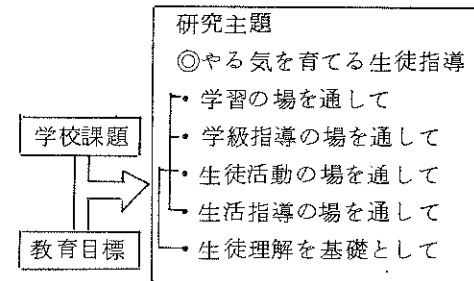 研究主題
◎やる気を育てる生徒指導
・学習の場を通して
・学級指導の場を通して
・生徒活動の場を通して
・生活指導の場を通して
・生徒理解を基礎として
学校課題
教育目標